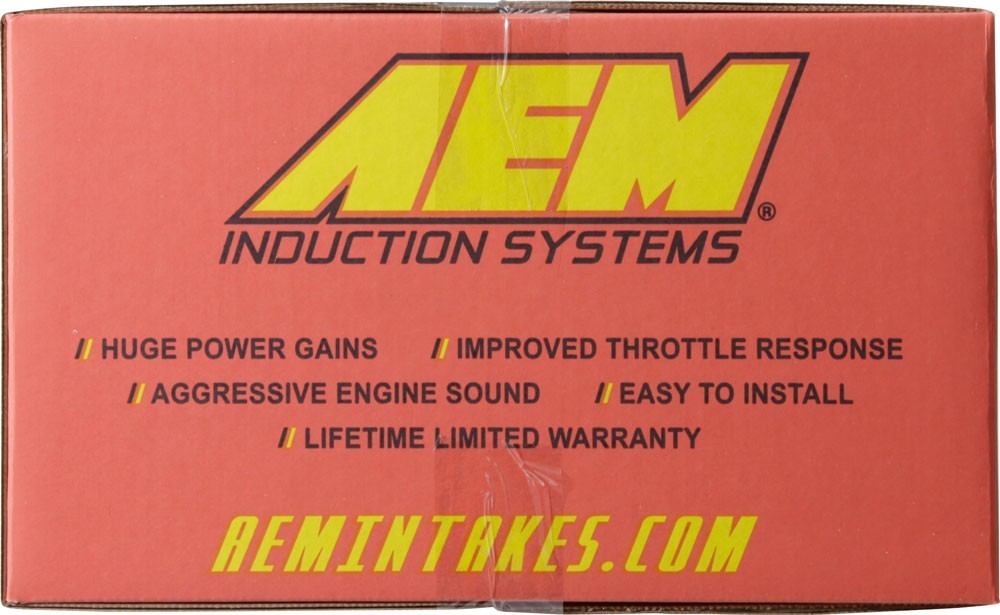 AEM®
INDUCTION SYSTEMS
// HUGE POWER GAINS // IMPROVED THROTTLE RESPONSE
// AGGRESSIVE ENGINE SOUND // EASY TO INSTALL
// LIFETIME LIMITED WARRANTY
AEMINTAKES.COM